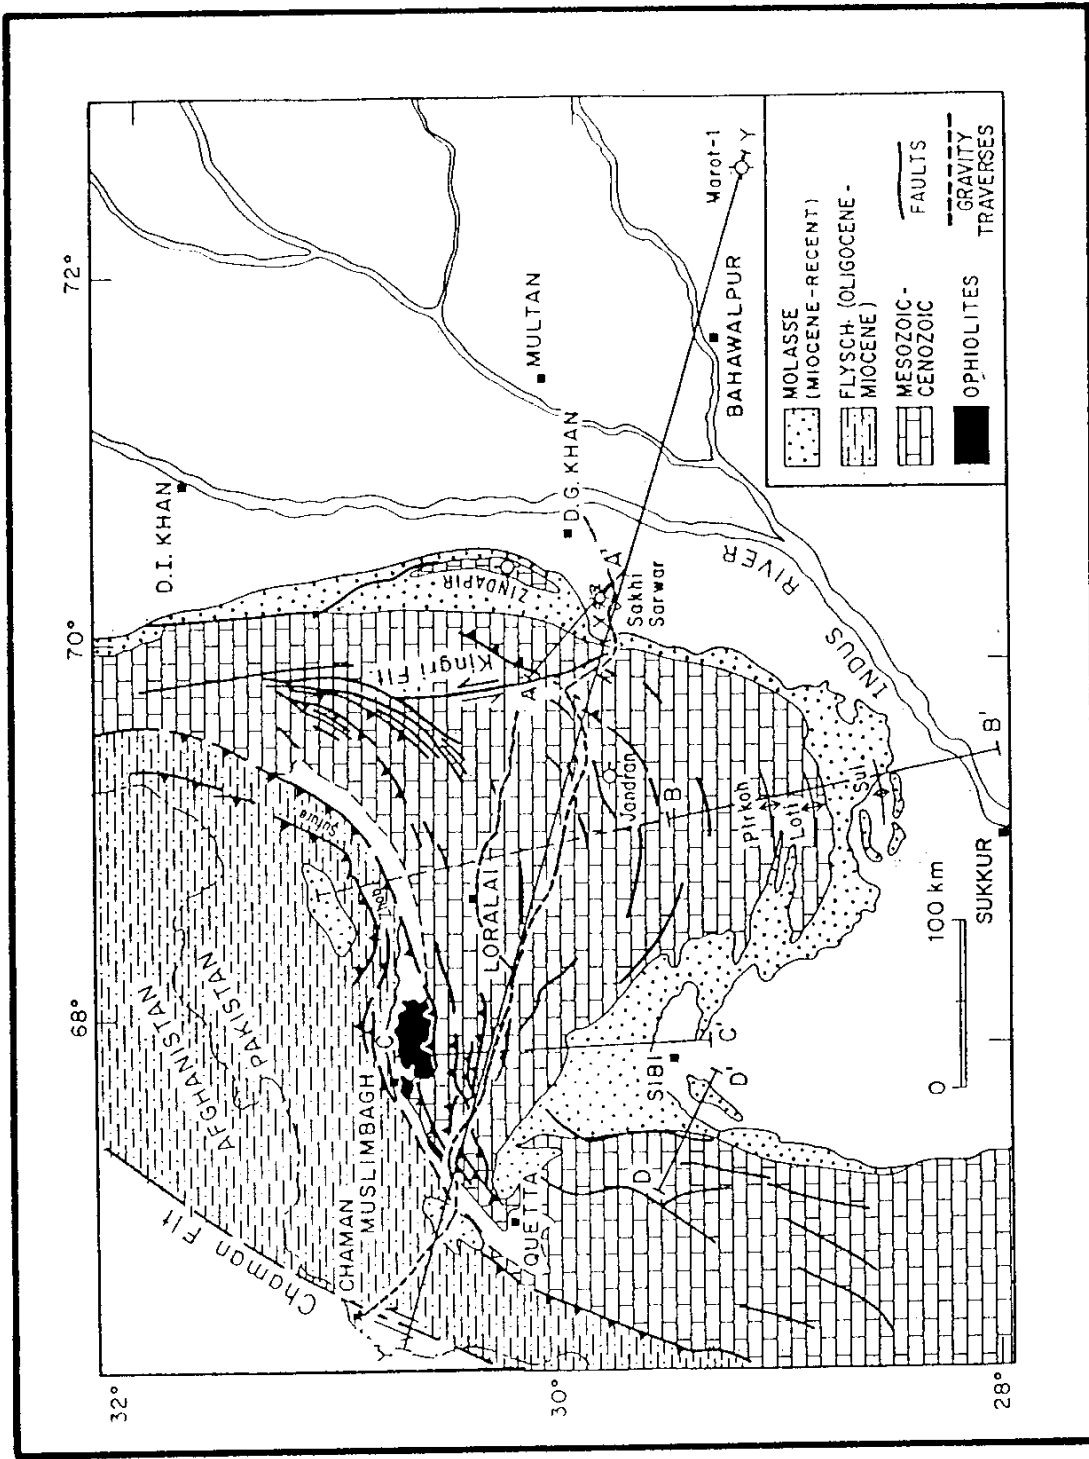 32°
30°
28°
68°
70°
72°
Chaman Flt
AFGHANISTAN
PAKISTAN
CHAMAN
MUSLIMBAGH
QUETTA
Suture
Zhob
LORALAI
Kingri Flt
ZINDAPIR
D.I. KHAN
D.G. KHAN
MULTAN
BAHAWALPUR
Marot-1
Y
Y'
X
A
A'
Sakhi
Sarwar
Jandran
B
B'
Pirkoh
Loti
Sui
C
C'
SIBI
D
D'
INDUS
RIVER
SUKKUR
0
100 km
MOLASSE
(MIOCENE-RECENT)
FLYSCH (OLIGOCENE-
MIOCENE)
MESOZOIC-
CENOZOIC
OPHIOLITES
FAULTS
GRAVITY
TRAVERSES